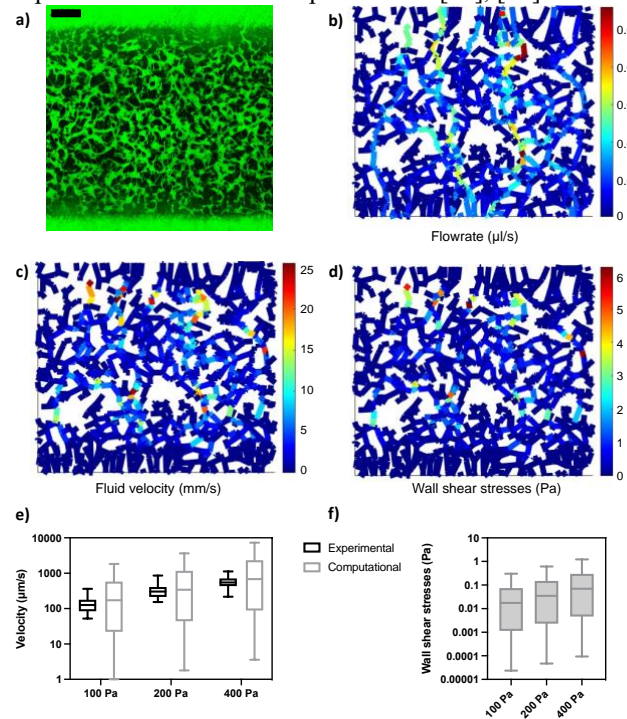 a)
b)
0.
0.
0.
0.
0.
0
Flowrate (µl/s)
c)
25
20
15
10
5
0
Fluid velocity (mm/s)
d)
6
5
4
3
2
1
0
Wall shear stresses (Pa)
e)
Velocity (µm/s)
10000
1000
100
10
1
100 Pa
200 Pa
400 Pa
Experimental
Computational
f)
Wall shear stresses (Pa)
10
1
0.1
0.01
0.001
0.0001
0.00001
100 Pa
200 Pa
400 Pa